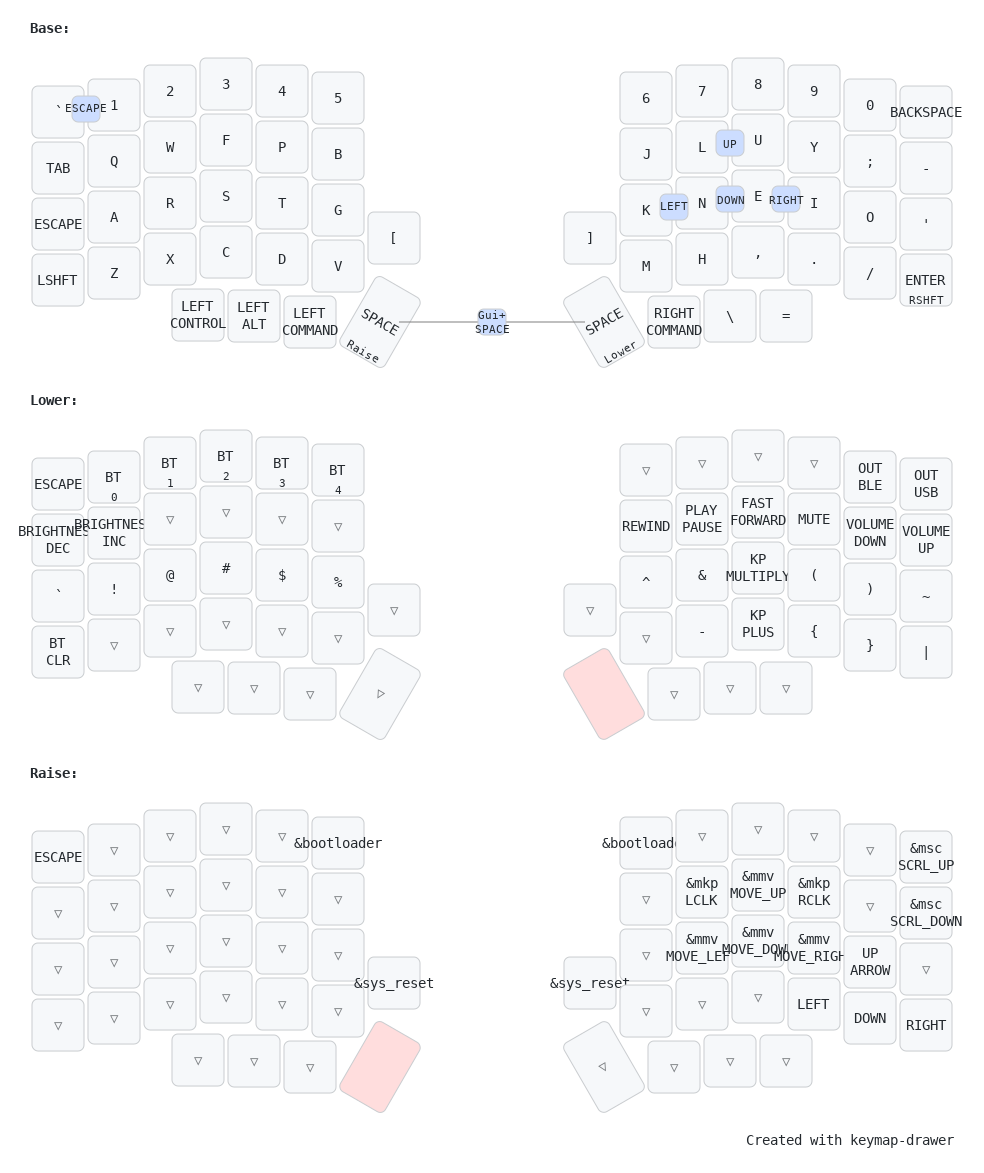 Base:
` ESCAPE 1 2 3 4 5 6 7 8 9 0 BACKSPACE
TAB Q W F P B J L UP U Y ; -
ESCAPE A R S T G K LEFT N DOWN E RIGHT I O '
[ ]
LSHFT Z X C D V M H , . / ENTER
RSHFT
LEFT LEFT LEFT SPACE Gui+ SPACE RIGHT \ =
CONTROL ALT COMMAND SPACE COMMAND
Raise Lower
Lower:
ESCAPE BT BT BT BT BT ▽ ▽ ▽ ▽ OUT OUT
0 1 2 3 4 BLE USB
BRIGHTNES BRIGHTNES ▽ ▽ ▽ ▽ REWIND PLAY FAST MUTE VOLUME VOLUME
DEC INC PAUSE FORWARD DOWN UP
` ! @ # $ % ^ & KP ( ) ~
MULTIPLY
▽ ▽
BT ▽ ▽ ▽ ▽ ▽ ▽ - KP { } |
CLR PLUS
▽ ▽ ▽ ▽ ▽ ▽ ▽
Raise:
ESCAPE ▽ ▽ ▽ ▽ &bootloader &bootload ▽ ▽ ▽ ▽ &msc
SCRL_UP
▽ ▽ ▽ ▽ ▽ ▽ ▽ &mkp &mmv &mkp ▽ &msc
LCLK MOVE_UP RCLK SCRL_DOWN
▽ ▽ ▽ ▽ ▽ ▽ ▽ &mmv &mmv &mmv UP ▽
MOVE_LEF MOVE_DOW MOVE_RIGH ARROW
&sys_reset &sys_reset
▽ ▽ ▽ ▽ ▽ ▽ ▽ ▽ ▽ LEFT DOWN RIGHT
▽ ▽ ▽ ▽ ▽ ▽ ▽
Created with keymap-drawer